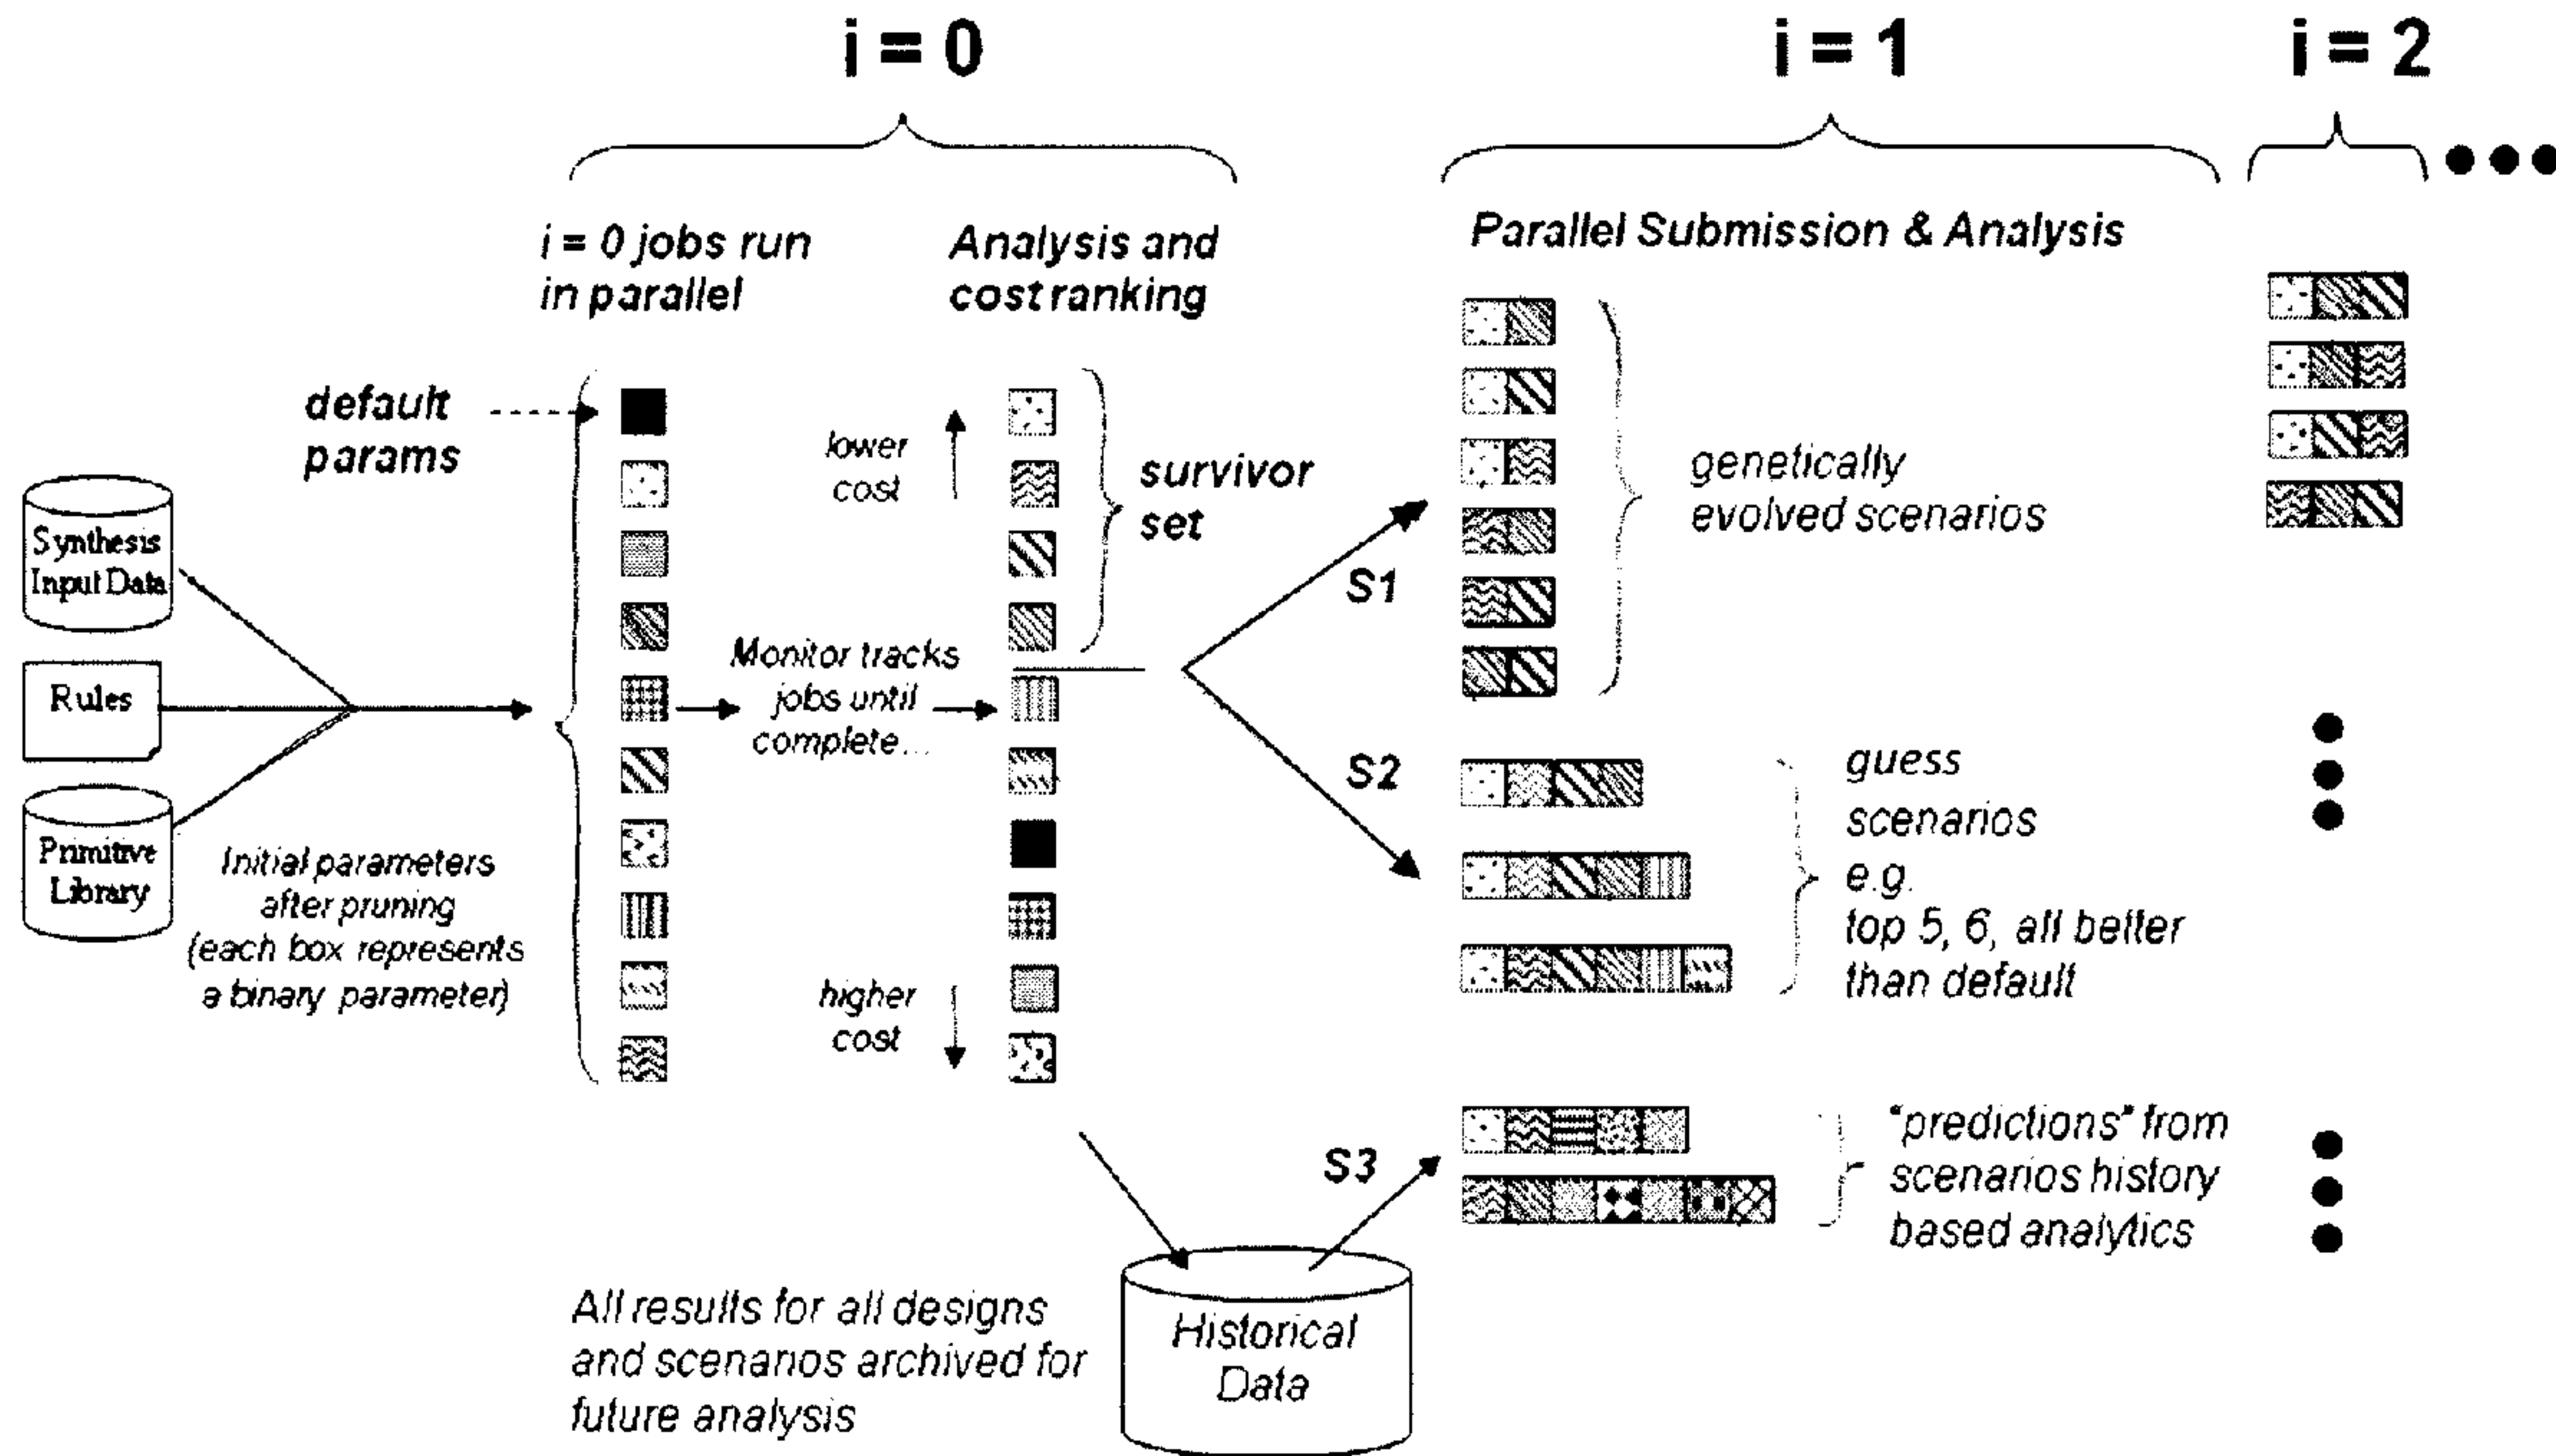 i = 0
i = 1
i = 2
i = 0 jobs run
in parallel
Analysis and
cost ranking
Parallel Submission & Analysis
default
params
lower
cost
survivor
set
genetically
evolved scenarios
Synthesis
Input Data
Rules
Primitive
Library
S1
Monitor tracks
jobs until
complete...
S2
guess
scenarios
e.g.
top 5, 6, all better
than default
Initial parameters
after pruning
(each box represents
a binary parameter)
higher
cost
S3
"predictions" from
scenarios history
based analytics
All results for all designs
and scenarios archived for
future analysis
Historical
Data